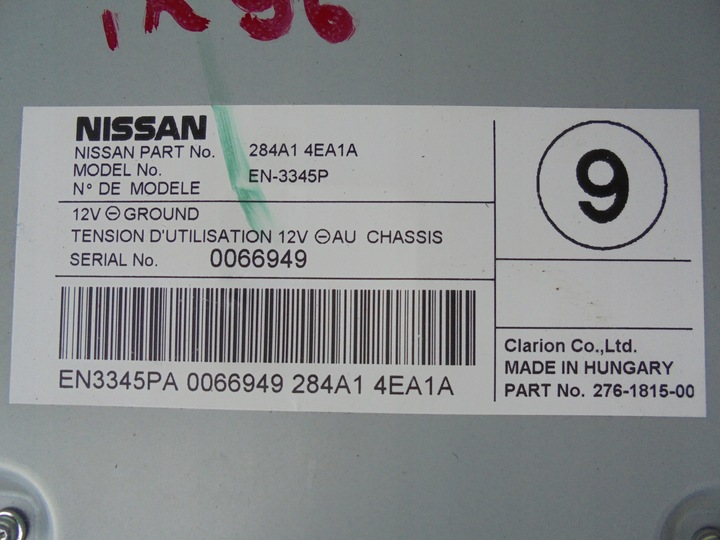 NISSAN
NISSAN PART No. 284A1 4EA1A
MODEL No.
N° DE MODELE EN-3345P
12V ⊖ GROUND
TENSION D'UTILISATION 12V ⊖ AU CHASSIS
SERIAL No. 0066949
EN3345PA 0066949 284A1 4EA1A
9
Clarion Co.,Ltd.
MADE IN HUNGARY
PART No. 276-1815-00